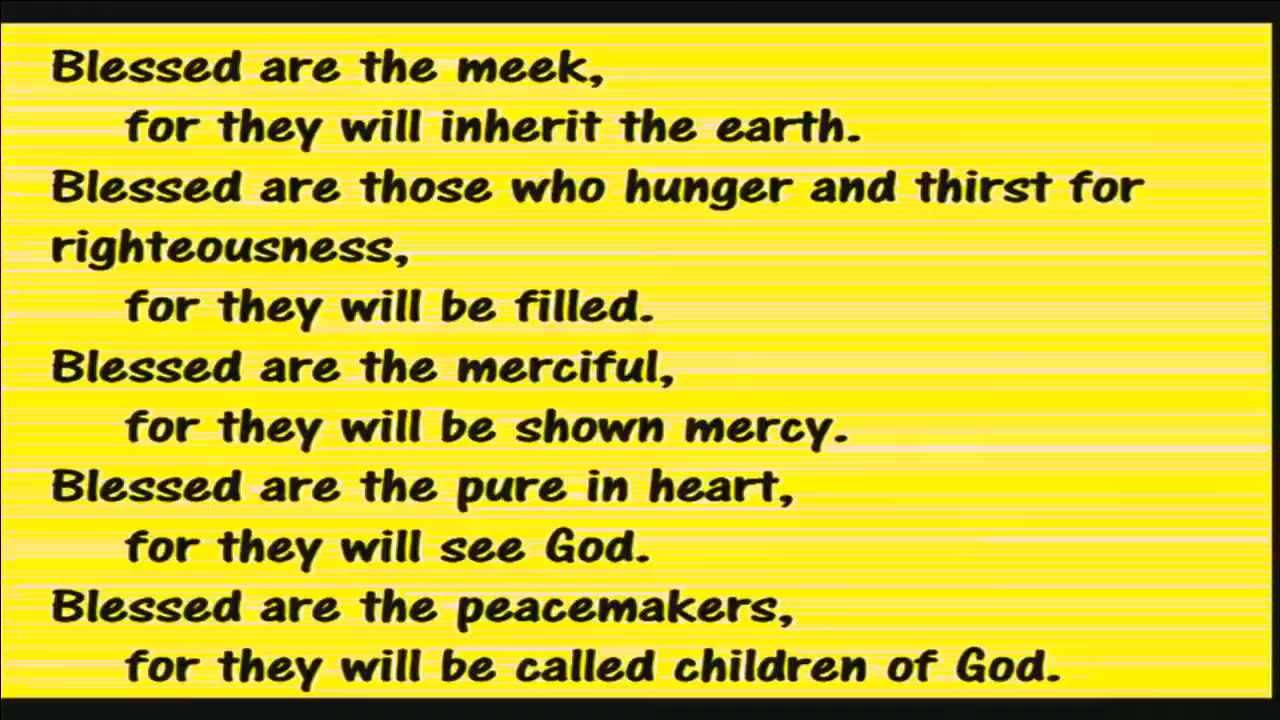 Blessed are the meek,
for they will inherit the earth.
Blessed are those who hunger and thirst for
righteousness,
for they will be filled.
Blessed are the merciful,
for they will be shown mercy.
Blessed are the pure in heart,
for they will see God.
Blessed are the peacemakers,
for they will be called children of God.